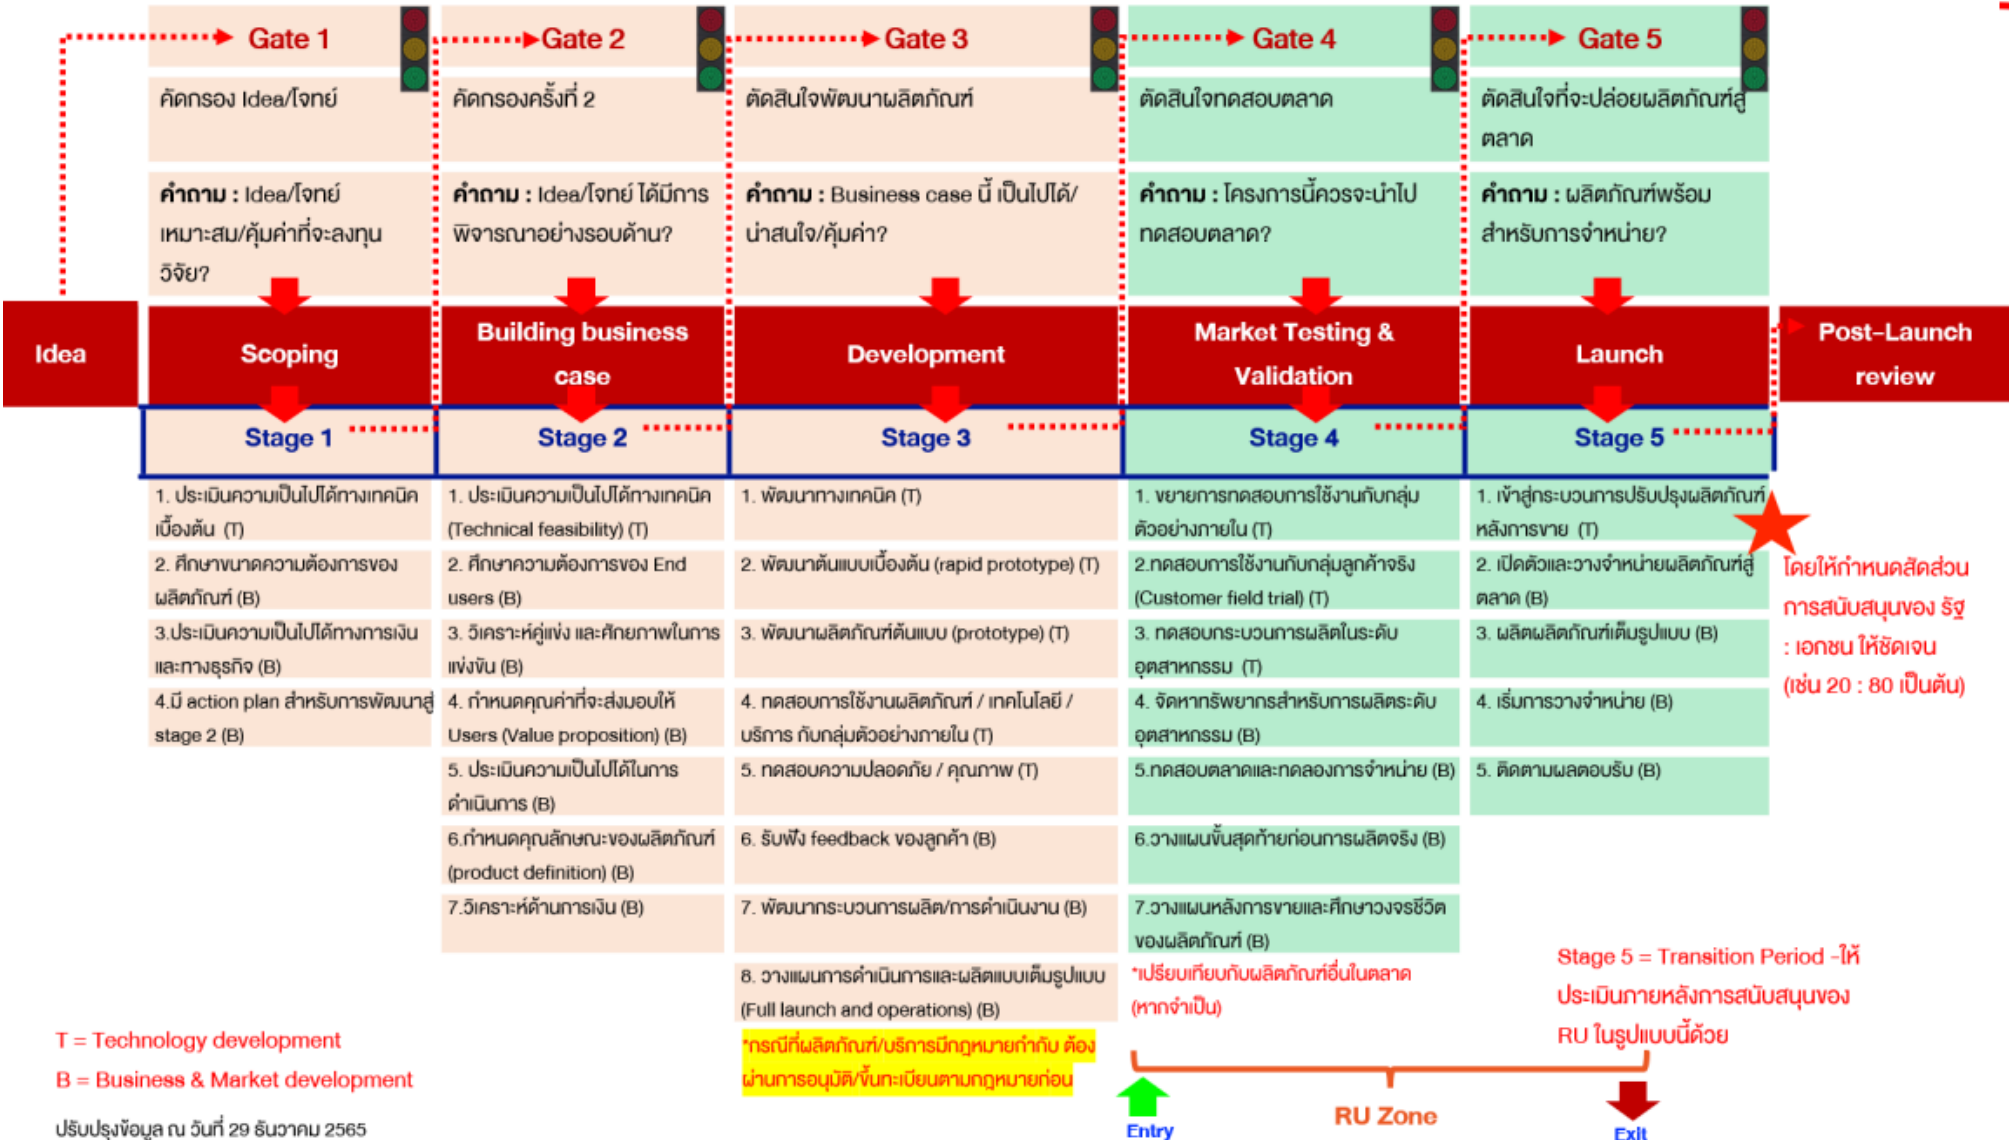 Gate 1
Gate 2
Gate 3
Gate 4
Gate 5
คัดกรอง Idea/โจทย์
คัดกรองครั้งที่ 2
ตัดสินใจพัฒนาผลิตภัณฑ์
ตัดสินใจทดสอบตลาด
ตัดสินใจที่จะปล่อยผลิตภัณฑ์สู่
ตลาด
คำถาม : Idea/โจทย์
เหมาะสม/คุ้มค่าที่จะลงทุน
วิจัย?
คำถาม : Idea/โจทย์ ได้มีการ
พิจารณาอย่างรอบด้าน?
คำถาม : Business case นี้ เป็นไปได้/
น่าสนใจ/คุ้มค่า?
คำถาม : โครงการนี้ควรจะนำไป
ทดสอบตลาด?
คำถาม : ผลิตภัณฑ์พร้อม
สำหรับการจำหน่าย?
Idea
Scoping
Building business
case
Development
Market Testing &
Validation
Launch
Post-Launch
review
Stage 1
Stage 2
Stage 3
Stage 4
Stage 5
1. ประเมินความเป็นไปได้ทางเทคนิค
เบื้องต้น (T)
2. ศึกษาขนาดความต้องการของ
ผลิตภัณฑ์ (B)
3.ประเมินความเป็นไปได้ทางการเงิน
และทางธุรกิจ (B)
4.มี action plan สำหรับการพัฒนาสู่
stage 2 (B)
1. ประเมินความเป็นไปได้ทางเทคนิค
(Technical feasibility) (T)
2. ศึกษาความต้องการของ End
users (B)
3. วิเคราะห์คู่แข่ง และศักยภาพในการ
แข่งขัน (B)
4. กำหนดคุณค่าที่จะส่งมอบให้
Users (Value proposition) (B)
5. ประเมินความเป็นไปได้ในการ
ดำเนินการ (B)
6.กำหนดคุณลักษณะของผลิตภัณฑ์
(product definition) (B)
7.วิเคราะห์ด้านการเงิน (B)
1. พัฒนาทางเทคนิค (T)
2. พัฒนาต้นแบบเบื้องต้น (rapid prototype) (T)
3. พัฒนาผลิตภัณฑ์ต้นแบบ (prototype) (T)
4. ทดสอบการใช้งานผลิตภัณฑ์ / เทคโนโลยี /
บริการ กับกลุ่มตัวอย่างภายใน (T)
5. ทดสอบความปลอดภัย / คุณภาพ (T)
6. รับฟัง feedback ของลูกค้า (B)
7. พัฒนากระบวนการผลิต/การดำเนินงาน (B)
8. วางแผนการดำเนินการและผลิตแบบเต็มรูปแบบ
(Full launch and operations) (B)
*กรณีที่ผลิตภัณฑ์/บริการมีกฎหมายกำกับ ต้อง
ผ่านการอนุมัติ/ขึ้นทะเบียนตามกฎหมายก่อน
1. ขยายการทดสอบการใช้งานกับกลุ่ม
ตัวอย่างภายใน (T)
2.ทดสอบการใช้งานกับกลุ่มลูกค้าจริง
(Customer field trial) (T)
3. ทดสอบกระบวนการผลิตในระดับ
อุตสาหกรรม (T)
4. จัดหาทรัพยากรสำหรับการผลิตระดับ
อุตสาหกรรม (B)
5.ทดสอบตลาดและทดลองการจำหน่าย (B)
6.วางแผนขั้นสุดท้ายก่อนการผลิตจริง (B)
7.วางแผนหลังการขายและศึกษาวงจรชีวิต
ของผลิตภัณฑ์ (B)
*เปรียบเทียบกับผลิตภัณฑ์อื่นในตลาด
(หากจำเป็น)
1. เข้าสู่กระบวนการปรับปรุงผลิตภัณฑ์
หลังการขาย (T)
2. เปิดตัวและวางจำหน่ายผลิตภัณฑ์สู่
ตลาด (B)
3. ผลิตผลิตภัณฑ์เต็มรูปแบบ (B)
4. เริ่มการวางจำหน่าย (B)
5. ติดตามผลตอบรับ (B)
โดยให้กำหนดสัดส่วน
การสนับสนุนของ รัฐ
: เอกชน ให้ชัดเจน
(เช่น 20 : 80 เป็นต้น)
Stage 5 = Transition Period -ให้
ประเมินภายหลังการสนับสนุนของ
RU ในรูปแบบนี้ด้วย
T = Technology development
B = Business & Market development
ปรับปรุงข้อมูล ณ วันที่ 29 ธันวาคม 2565
RU Zone
Entry
Exit